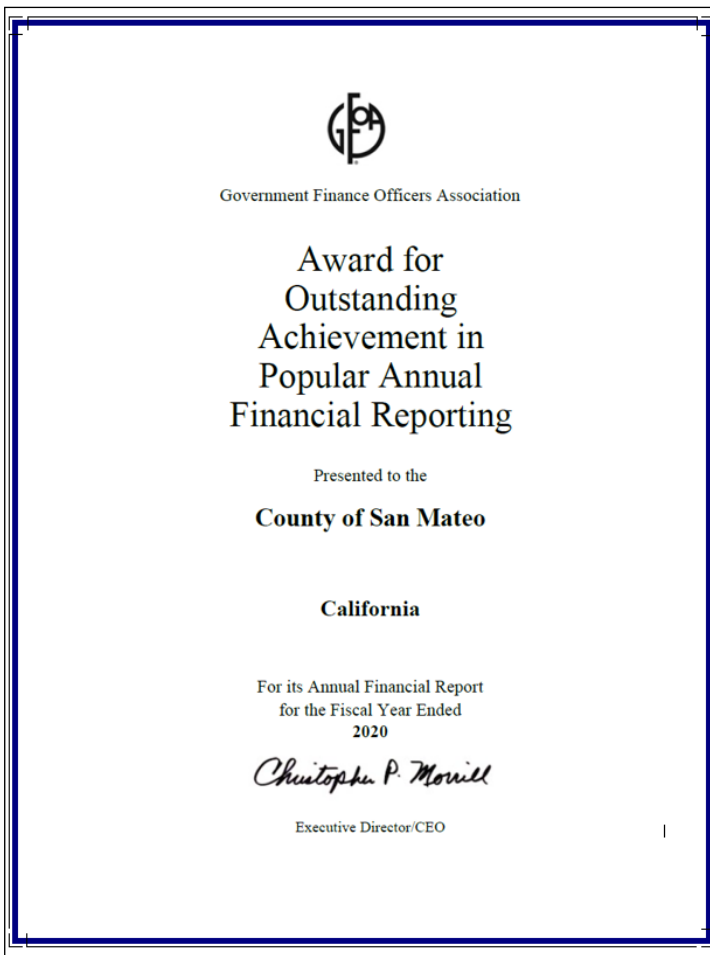 GFOA
Government Finance Officers Association
Award for
Outstanding
Achievement in
Popular Annual
Financial Reporting
Presented to the
County of San Mateo
California
For its Annual Financial Report
for the Fiscal Year Ended
2020
Christopher P. Morrill
Executive Director/CEO